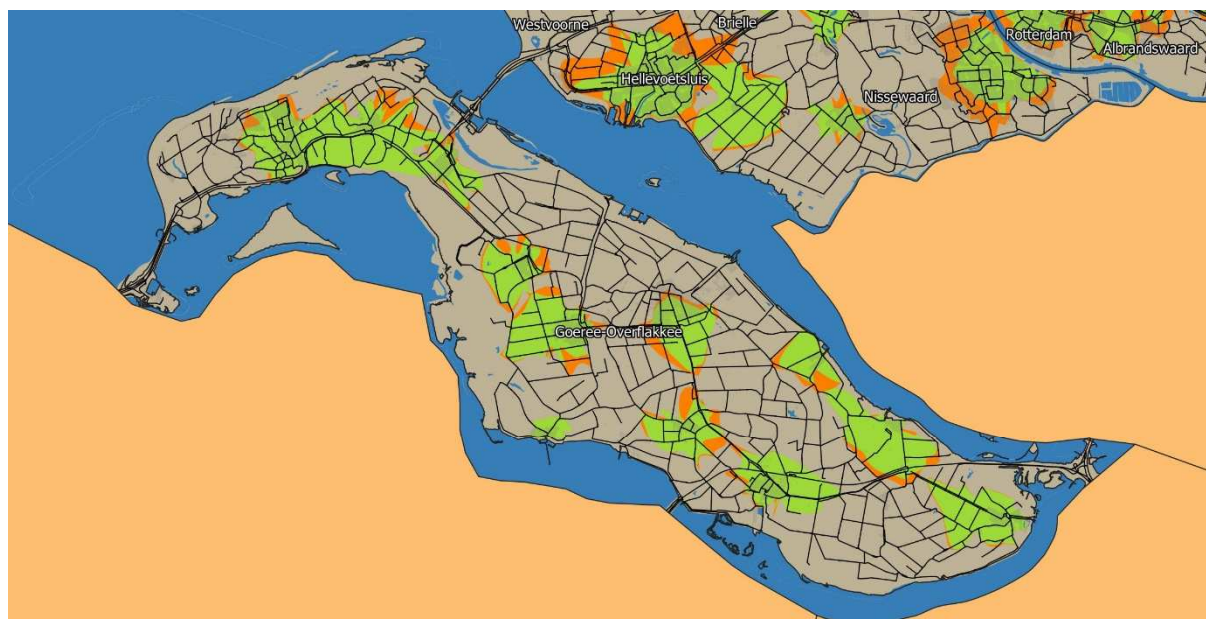 Westvoorne
Brielle
Rotterdam
Albrandswaard
Hellevoetsluis
Nissewaard
Goeree-Overflakkee